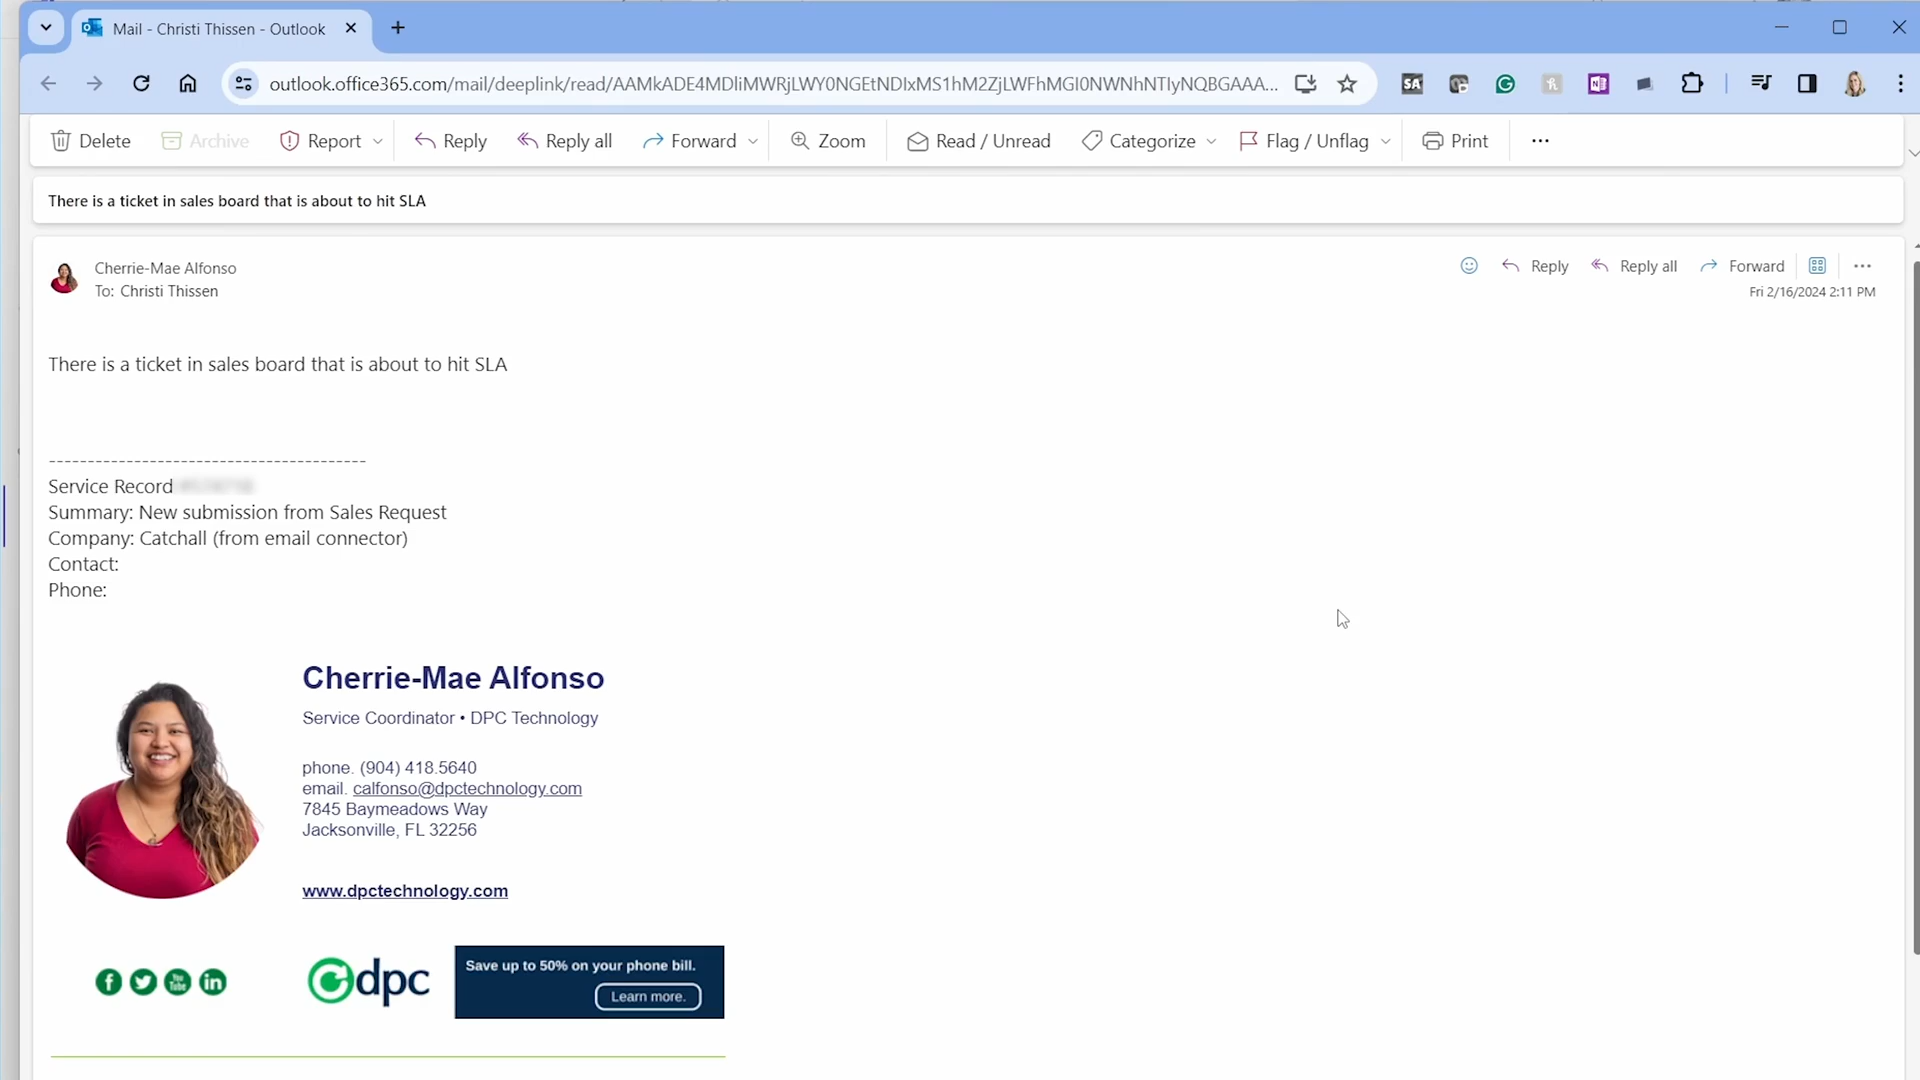 Mail - Christi Thissen - Outlook
outlook.office365.com/mail/deeplink/read/AAMkADE4MDliMWRjLWY0NGEtNDIxMS1hM2ZjLWFhMGI0NWNhNTIyNQBGAAA...
Delete Archive Report Reply Reply all Forward Zoom Read / Unread Categorize Flag / Unflag Print ...
There is a ticket in sales board that is about to hit SLA
Cherrie-Mae Alfonso
To: Christi Thissen
Reply Reply all Forward ...
Fri 2/16/2024 2:11 PM
There is a ticket in sales board that is about to hit SLA
-----------------------------------------
Service Record
Summary: New submission from Sales Request
Company: Catchall (from email connector)
Contact:
Phone:
Cherrie-Mae Alfonso
Service Coordinator • DPC Technology
phone. (904) 418.5640
email. calfonso@dpctechnology.com
7845 Baymeadows Way
Jacksonville, FL 32256
www.dpctechnology.com
dpc
Save up to 50% on your phone bill.
Learn more.